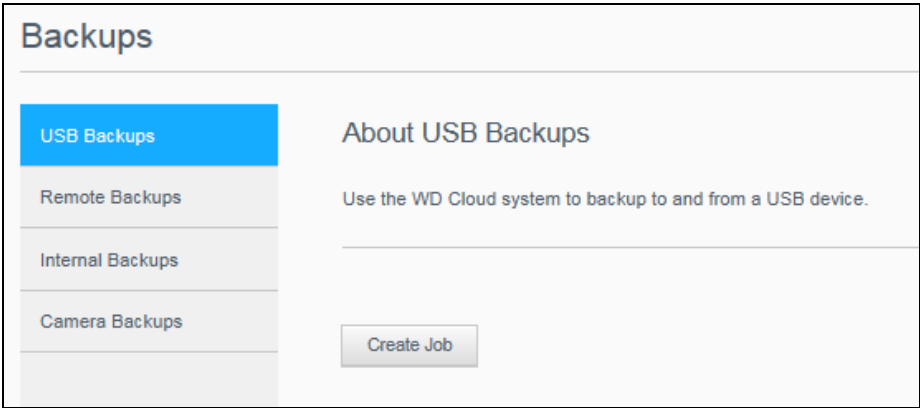 Backups
USB Backups
Remote Backups
Internal Backups
Camera Backups
About USB Backups
Use the WD Cloud system to backup to and from a USB device.
Create Job